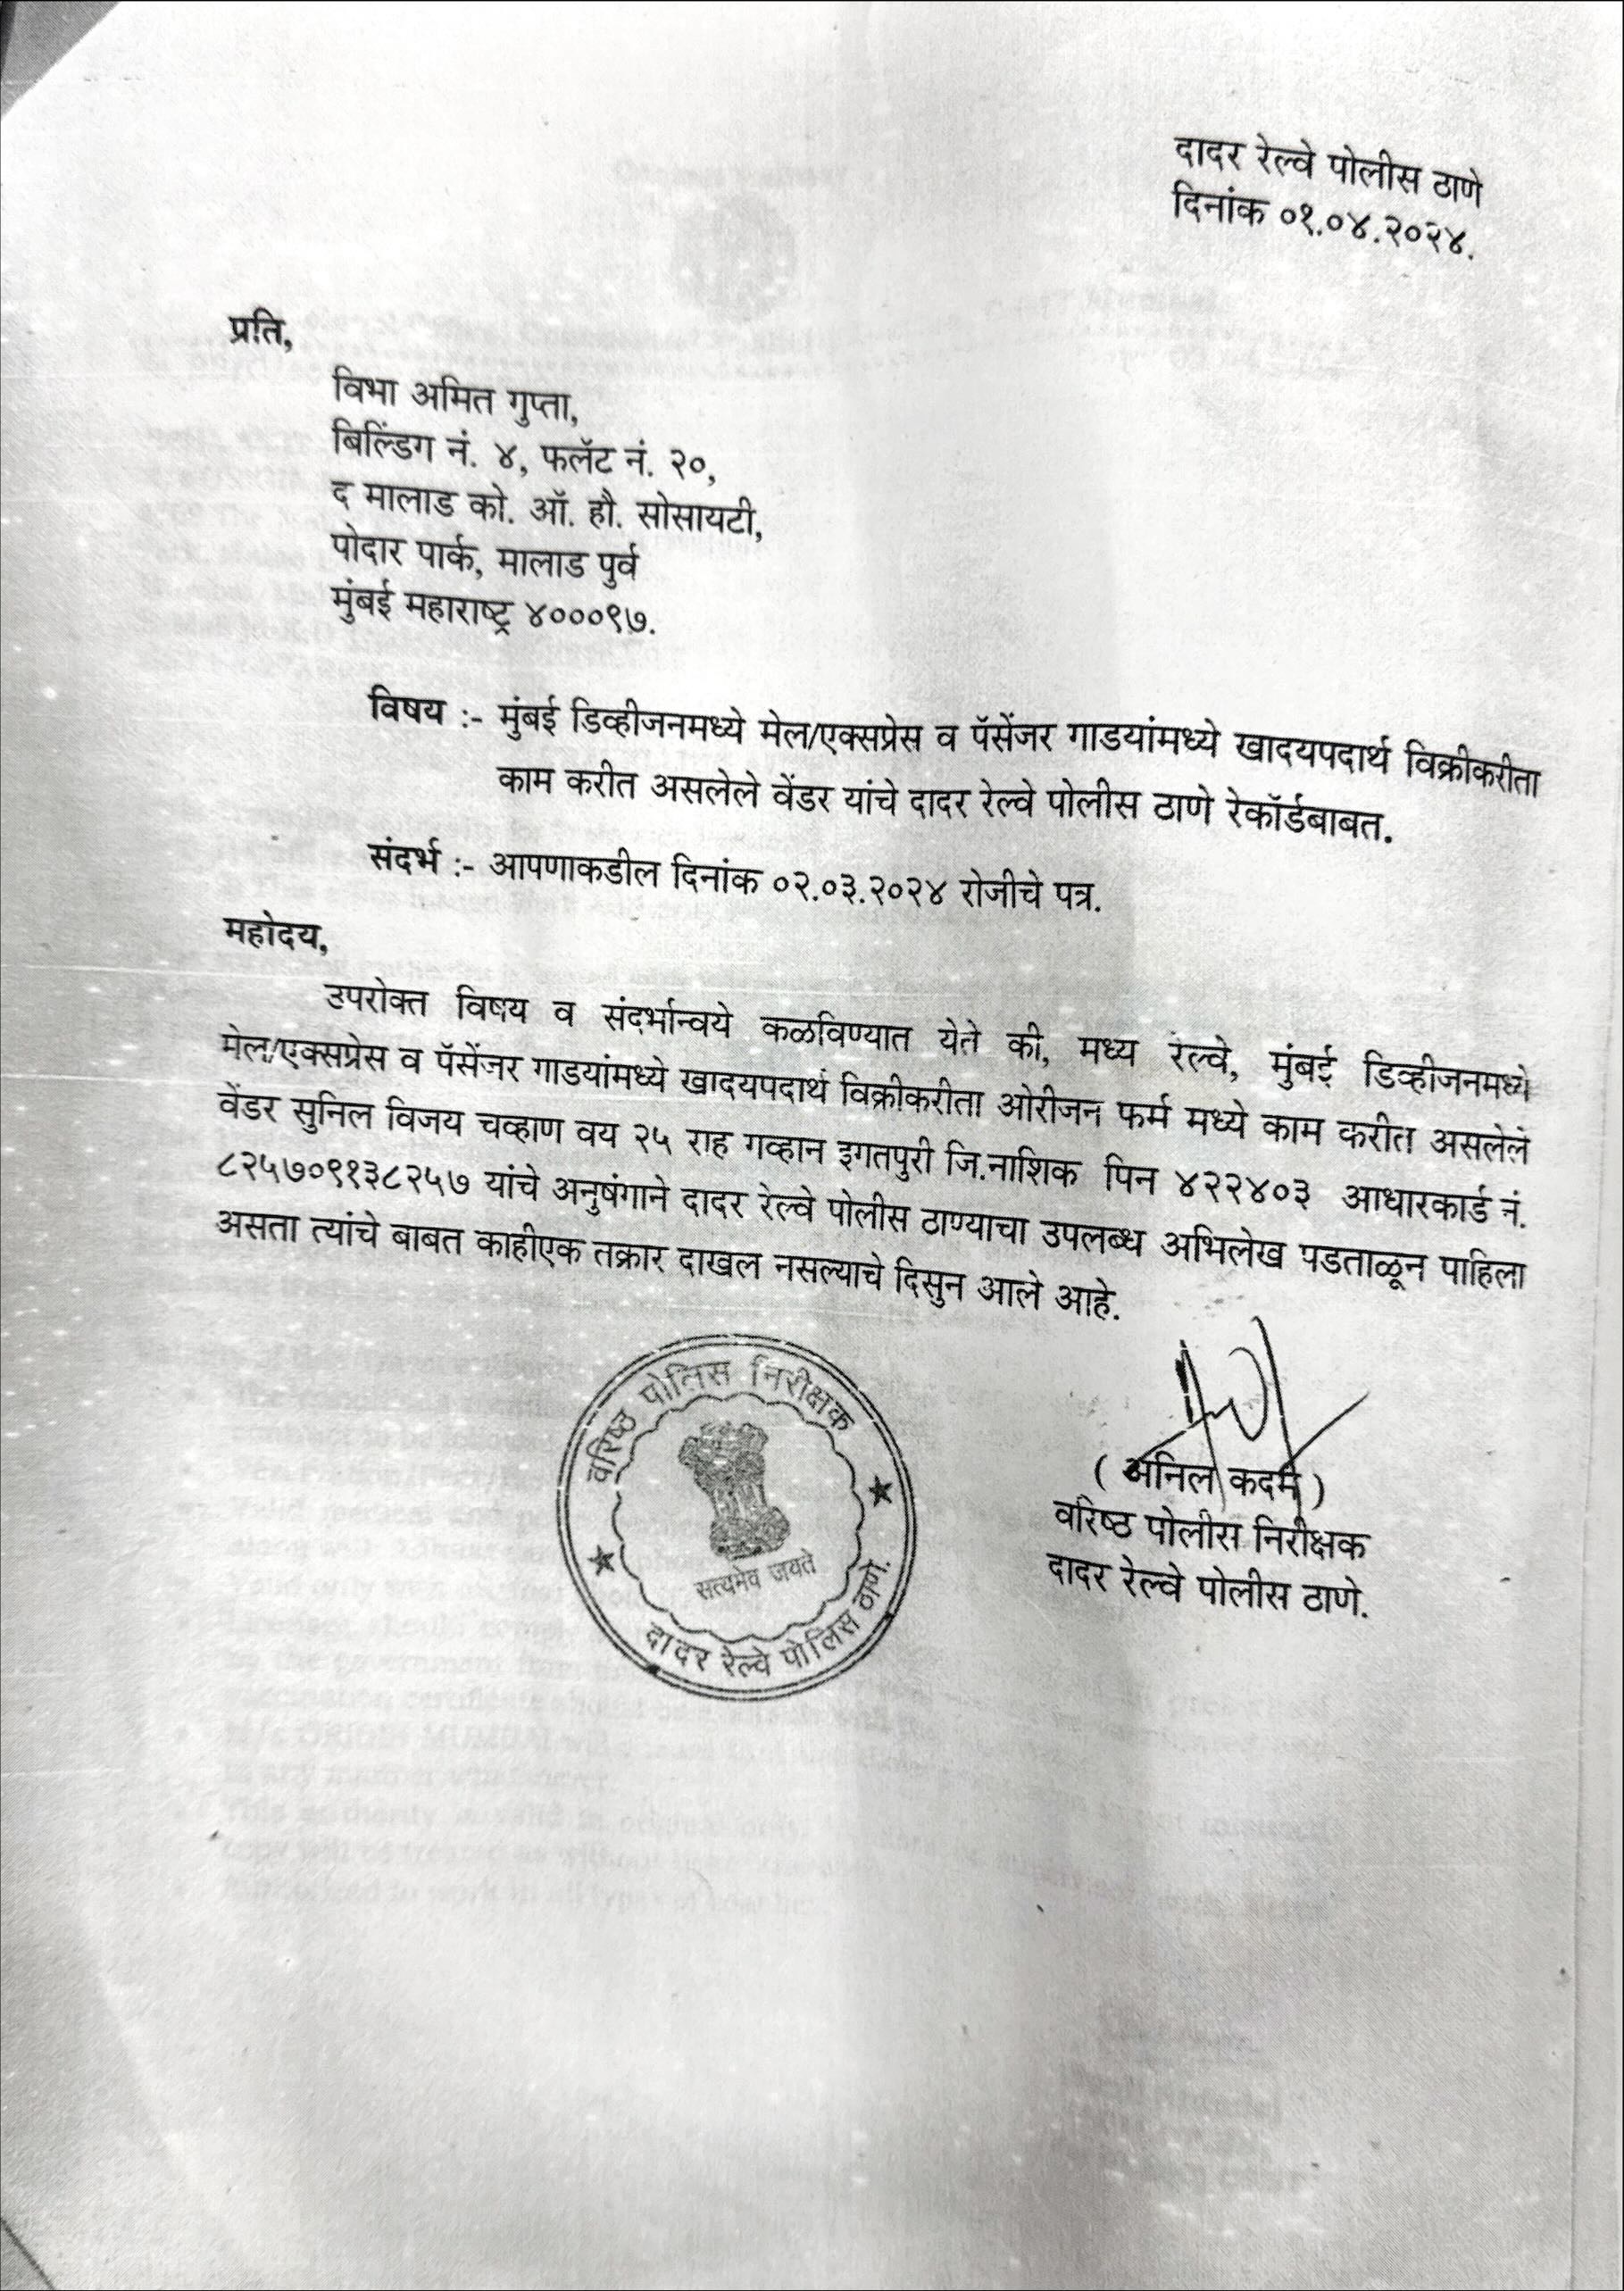 दादर रेल्वे पोलीस ठाणे
दिनांक ०१.०४.२०२४.
प्रति,
विभा अमित गुप्ता,
बिल्डिंग नं. ४, फलॅट नं. २०,
द मालाड को. ऑ. हौ. सोसायटी,
पोदार पार्क, मालाड पुर्व
मुंबई महाराष्ट्र ४०००९७.
विषय :- मुंबई डिव्हीजनमध्ये मेल/एक्सप्रेस व पॅसेंजर गाडयांमध्ये खादयपदार्थ विक्रीकरीता
काम करीत असलेले वेंडर यांचे दादर रेल्वे पोलीस ठाणे रेकॉर्डबाबत.
संदर्भ :- आपणाकडील दिनांक ०२.०३.२०२४ रोजीचे पत्र.
महोदय,
उपरोक्त विषय व संदर्भान्वये कळविण्यात येते की, मध्य रेल्वे, मुंबई डिव्हीजनमध्ये
मेल/एक्सप्रेस व पॅसेंजर गाडयांमध्ये खादयपदार्थ विक्रीकरीता ओरीजन फर्म मध्ये काम करीत असलेले
वेंडर सुनिल विजय चव्हाण वय २५ राह गव्हान इगतपुरी जि.नाशिक पिन ४२२४०३ आधारकार्ड नं.
८२५७०९१३८२५७ यांचे अनुषंगाने दादर रेल्वे पोलीस ठाण्याचा उपलब्ध अभिलेख पडताळून पाहिला
असता त्यांचे बाबत काहीएक तक्रार दाखल नसल्याचे दिसुन आले आहे.
वरिष्ठ पोलिस निरीक्षक
सत्यमेव जयते
दादर रेल्वे पोलिस ठाणे.
( अनिल कदम )
वरिष्ठ पोलीस निरीक्षक
दादर रेल्वे पोलीस ठाणे.